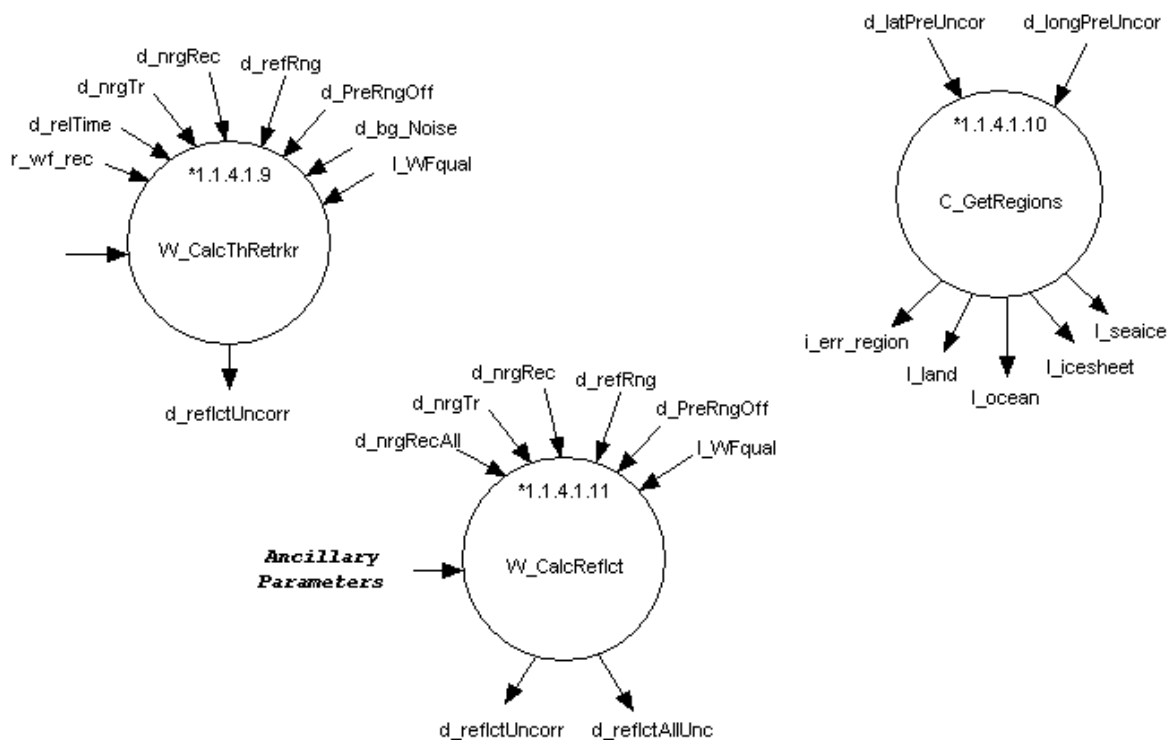 d_nrgRec
d_refRng
d_nrgTr
d_PreRngOff
d_relTime
d_bg_Noise
r_wf_rec
l_WFqual
*1.1.4.1.9
W_CalcThRetrkr
d_reflctUncorr
d_latPreUncor
d_longPreUncor
*1.1.4.1.10
C_GetRegions
i_err_region
l_land
l_ocean
l_icesheet
l_seaice
d_nrgRec
d_refRng
d_nrgTr
d_PreRngOff
d_nrgRecAll
l_WFqual
*1.1.4.1.11
W_CalcReflct
Ancillary
Parameters
d_reflctUncorr
d_reflctAllUnc